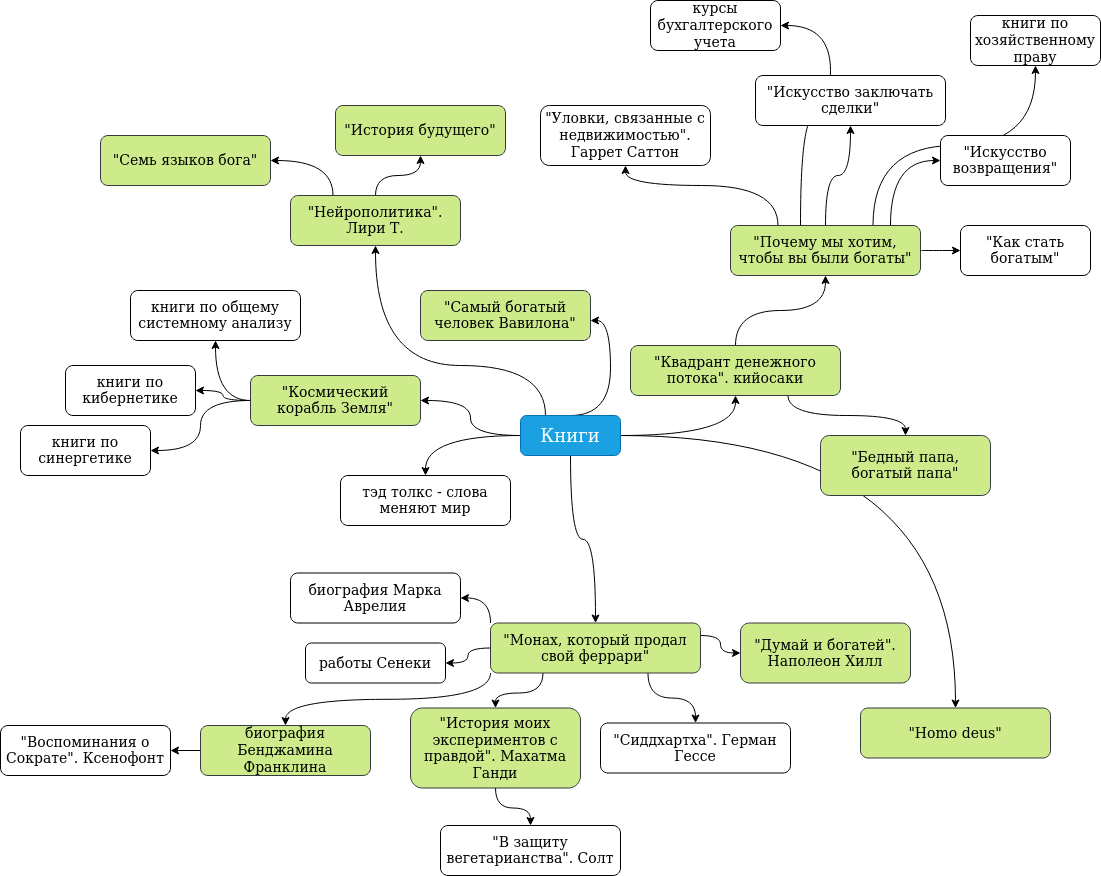 курсы
бухгалтерского
учета
книги по
хозяйственному
праву
"Искусство заключать
сделки"
"Уловки, связанные с
недвижимостью".
Гаррет Саттон
"История будущего"
"Семь языков бога"
"Искусство
возвращения"
"Нейрополитика".
Лири Т.
"Почему мы хотим,
чтобы вы были богаты"
"Как стать
богатым"
книги по общему
системному анализу
"Самый богатый
человек Вавилона"
"Квадрант денежного
потока". кийосаки
книги по
кибернетике
"Космический
корабль Земля"
Книги
книги по
синергетике
"Бедный папа,
богатый папа"
тэд толкс - слова
меняют мир
биография Марка
Аврелия
"Монах, который продал
свой феррари"
"Думай и богатей".
Наполеон Хилл
работы Сенеки
"История моих
экспериментов с
правдой". Махатма
Ганди
"Homo deus"
"Воспоминания о
Сократе". Ксенофонт
биография
Бенджамина
Франклина
"Сиддхартха". Герман
Гессе
"В защиту
вегетарианства". Солт